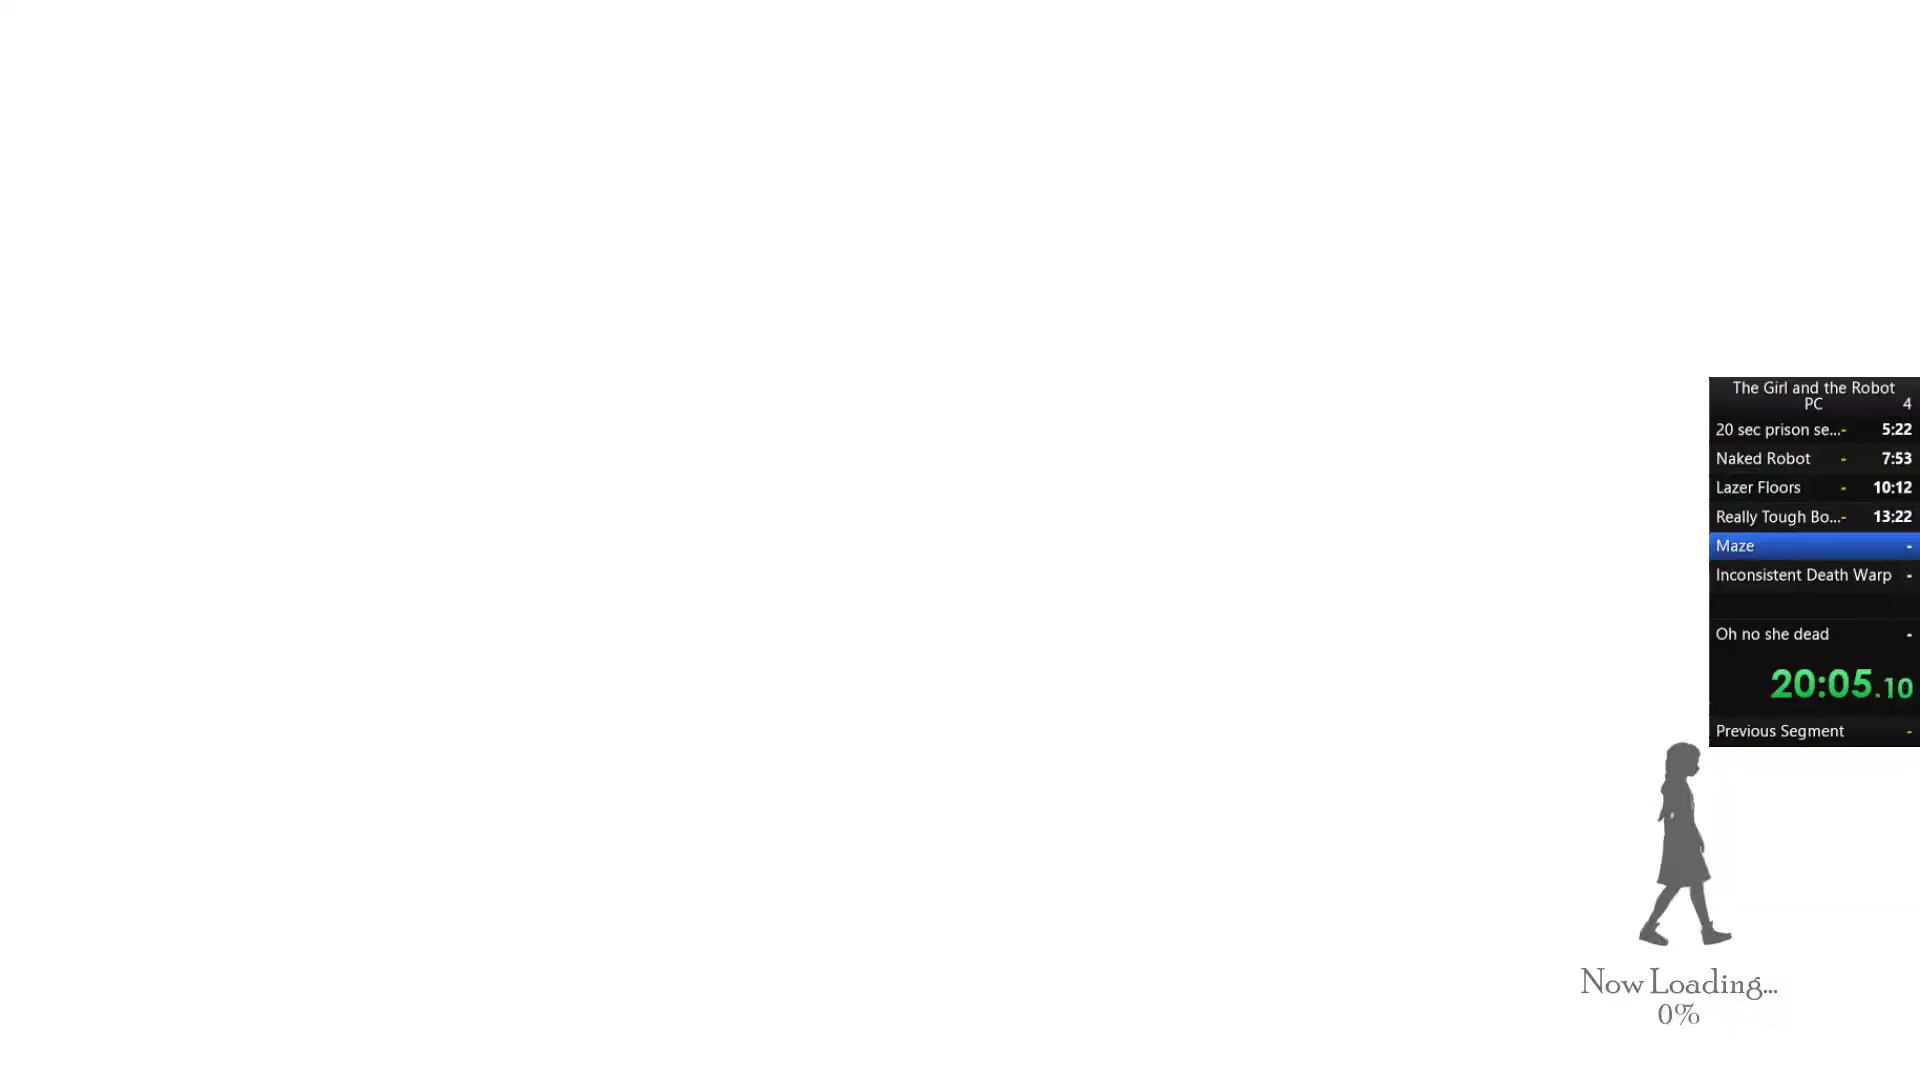 The Girl and the Robot
PC 4
20 sec prison se...- 5:22
Naked Robot - 7:53
Lazer Floors - 10:12
Really Tough Bo...- 13:22
Maze -
Inconsistent Death Warp -
Oh no she dead -
20:05.10
Previous Segment -
Now Loading...
0%